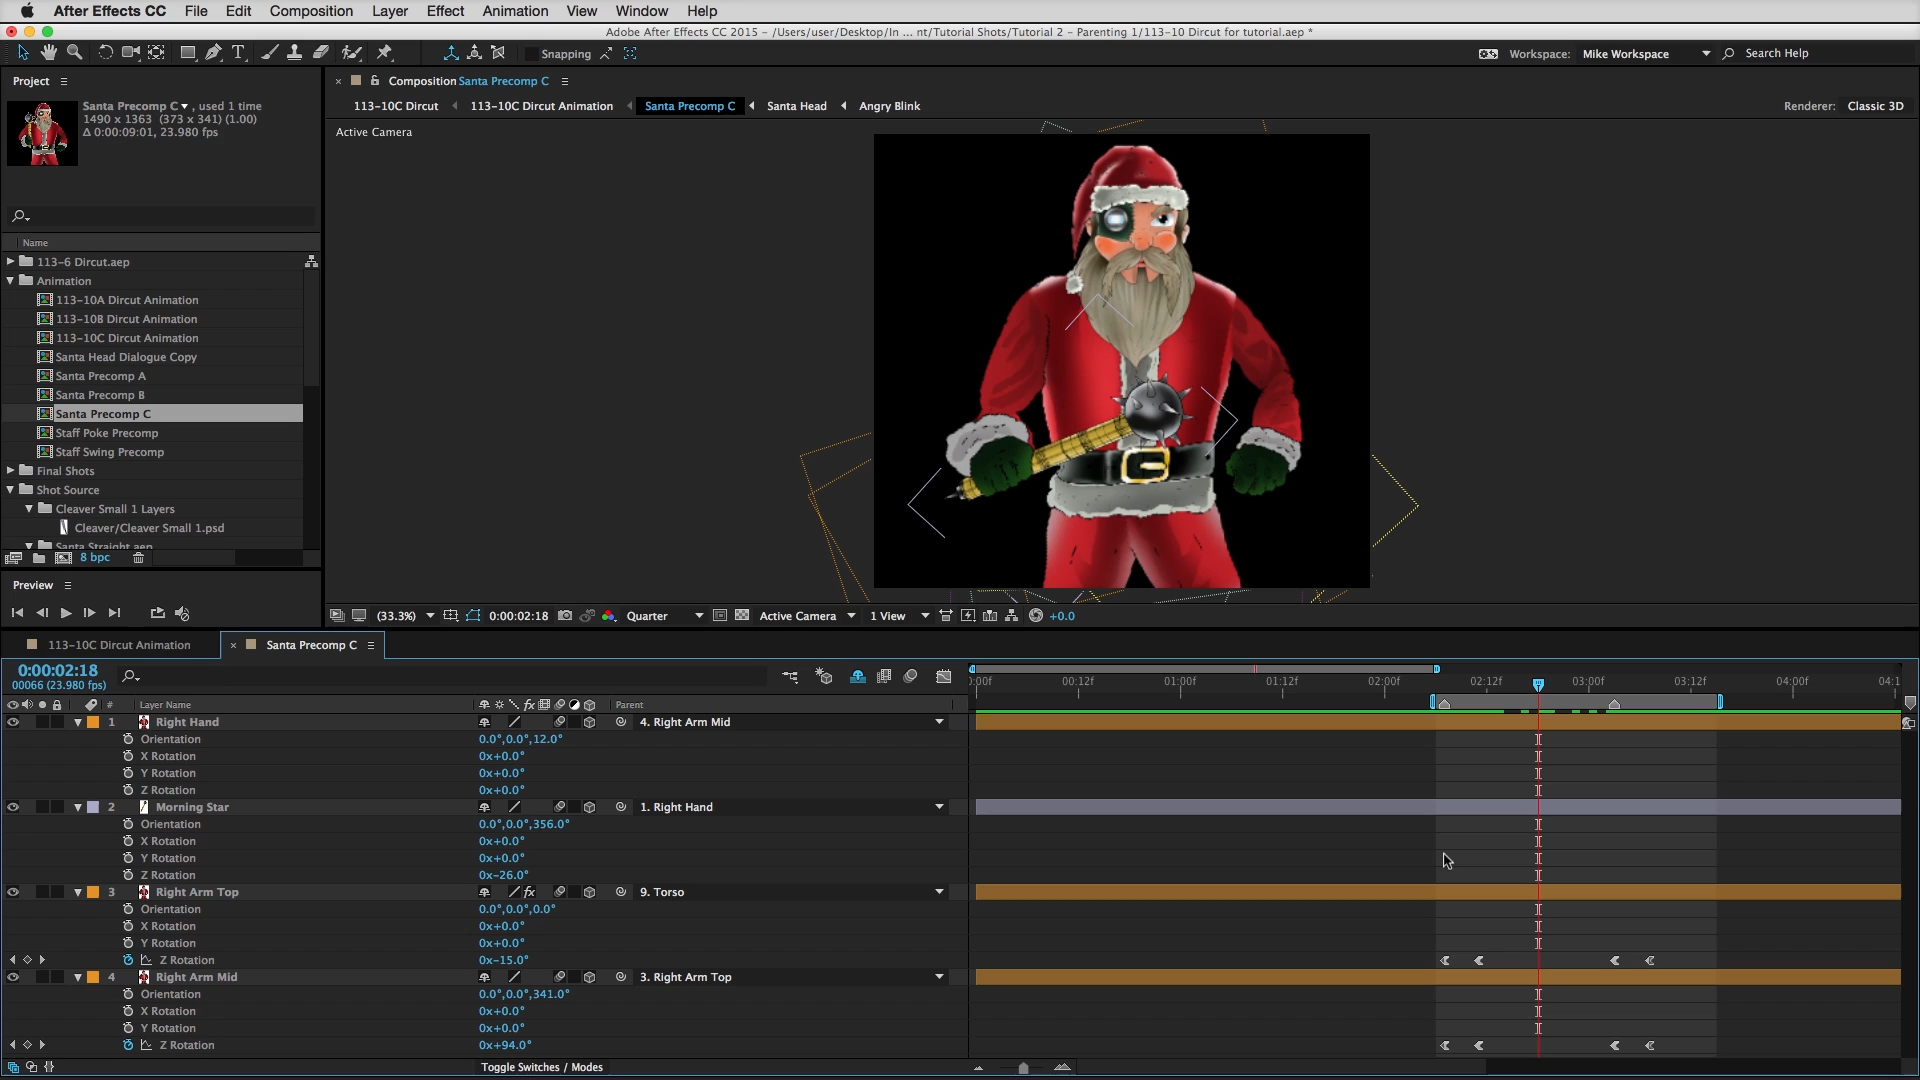 After Effects CC File Edit Composition Layer Effect Animation View Window Help
Adobe After Effects CC 2015 – /Users/user/Desktop/In ... nt/Tutorial Shots/Tutorial 2 – Parenting 1/113-10 Dircut for tutorial.aep *
T Snapping Workspace: Mike Workspace Search Help
Project
Composition Santa Precomp C
Santa Precomp C , used 1 time
1490 x 1363 (373 x 341) (1.00)
Δ 0:00:09:01, 23.980 fps
113-10C Dircut 113-10C Dircut Animation Santa Precomp C Santa Head Angry Blink Renderer: Classic 3D
Active Camera
Name
113-6 Dircut.aep
Animation
113-10A Dircut Animation
113-10B Dircut Animation
113-10C Dircut Animation
Santa Head Dialogue Copy
Santa Precomp A
Santa Precomp B
Santa Precomp C
Staff Poke Precomp
Staff Swing Precomp
Final Shots
Shot Source
Cleaver Small 1 Layers
Cleaver/Cleaver Small 1.psd
Santa Straight.aep
8 bpc
Preview
(33.3%) 0:00:02:18 Quarter Active Camera 1 View +0.0
113-10C Dircut Animation Santa Precomp C
0:00:02:18
00066 (23.980 fps)
:00f 00:12f 01:00f 01:12f 02:00f 02:12f 03:00f 03:12f 04:00f 04:1
# Layer Name fx Parent
1 Right Hand 4. Right Arm Mid
Orientation 0.0°,0.0°,12.0°
X Rotation 0x+0.0°
Y Rotation 0x+0.0°
Z Rotation 0x+0.0°
2 Morning Star 1. Right Hand
Orientation 0.0°,0.0°,356.0°
X Rotation 0x+0.0°
Y Rotation 0x+0.0°
Z Rotation 0x-26.0°
3 Right Arm Top fx 9. Torso
Orientation 0.0°,0.0°,0.0°
X Rotation 0x+0.0°
Y Rotation 0x+0.0°
Z Rotation 0x-15.0°
4 Right Arm Mid 3. Right Arm Top
Orientation 0.0°,0.0°,341.0°
X Rotation 0x+0.0°
Y Rotation 0x+0.0°
Z Rotation 0x+94.0°
Toggle Switches / Modes